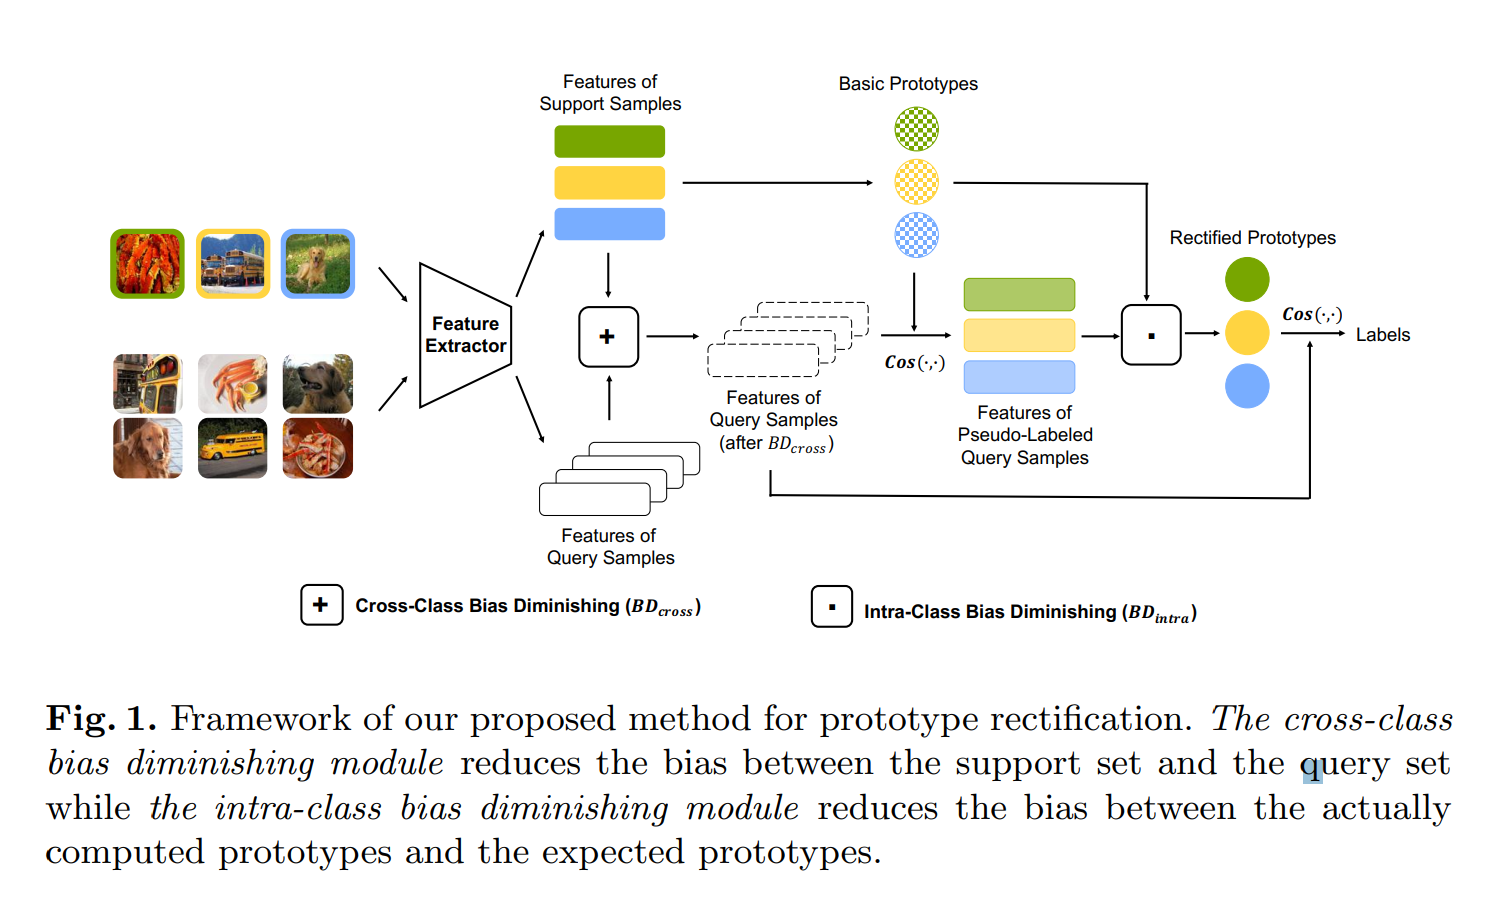 Features of
Support Samples
Basic Prototypes
Rectified Prototypes
Feature
Extractor
+
·
Cos(·,·)
Labels
Cos(·,·)
Features of
Query Samples
(after BD_cross)
Features of
Pseudo-Labeled
Query Samples
Features of
Query Samples
+ Cross-Class Bias Diminishing (BD_cross)
· Intra-Class Bias Diminishing (BD_intra)
Fig. 1. Framework of our proposed method for prototype rectification. The cross-class
bias diminishing module reduces the bias between the support set and the query set
while the intra-class bias diminishing module reduces the bias between the actually
computed prototypes and the expected prototypes.